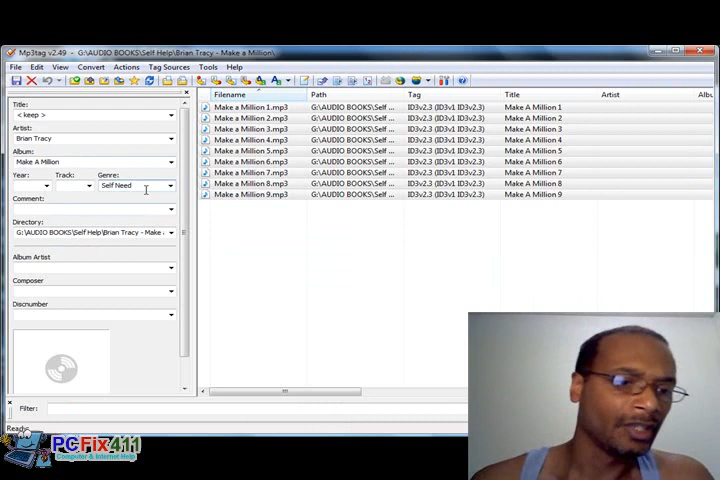 Mp3tag v2.49 - G:\AUDIO BOOKS\Self Help\Brian Tracy - Make a Million\
File Edit View Convert Actions Tag Sources Tools Help
Title:
< keep >
Artist:
Brian Tracy
Album:
Make A Million
Year: Track: Genre:
Self Need
Comment:
Directory:
G:\AUDIO BOOKS\Self Help\Brian Tracy - Make
Album Artist
Composer
Discnumber
Filename Path Tag Title Artist Albu
Make a Million 1.mp3 G:\AUDIO BOOKS\Self ... ID3v2.3 (ID3v1 ID3v2.3) Make A Million 1
Make a Million 2.mp3 G:\AUDIO BOOKS\Self ... ID3v2.3 (ID3v1 ID3v2.3) Make A Million 2
Make a Million 3.mp3 G:\AUDIO BOOKS\Self ... ID3v2.3 (ID3v1 ID3v2.3) Make A Million 3
Make a Million 4.mp3 G:\AUDIO BOOKS\Self ... ID3v2.3 (ID3v1 ID3v2.3) Make A Million 4
Make a Million 5.mp3 G:\AUDIO BOOKS\Self ... ID3v2.3 (ID3v1 ID3v2.3) Make A Million 5
Make a Million 6.mp3 G:\AUDIO BOOKS\Self ... ID3v2.3 (ID3v1 ID3v2.3) Make A Million 6
Make a Million 7.mp3 G:\AUDIO BOOKS\Self ... ID3v2.3 (ID3v1 ID3v2.3) Make A Million 7
Make a Million 8.mp3 G:\AUDIO BOOKS\Self ... ID3v2.3 (ID3v1 ID3v2.3) Make A Million 8
Make a Million 9.mp3 G:\AUDIO BOOKS\Self ... ID3v2.3 (ID3v1 ID3v2.3) Make A Million 9
Filter:
Ready
PCFix411
Computer & Internet Help